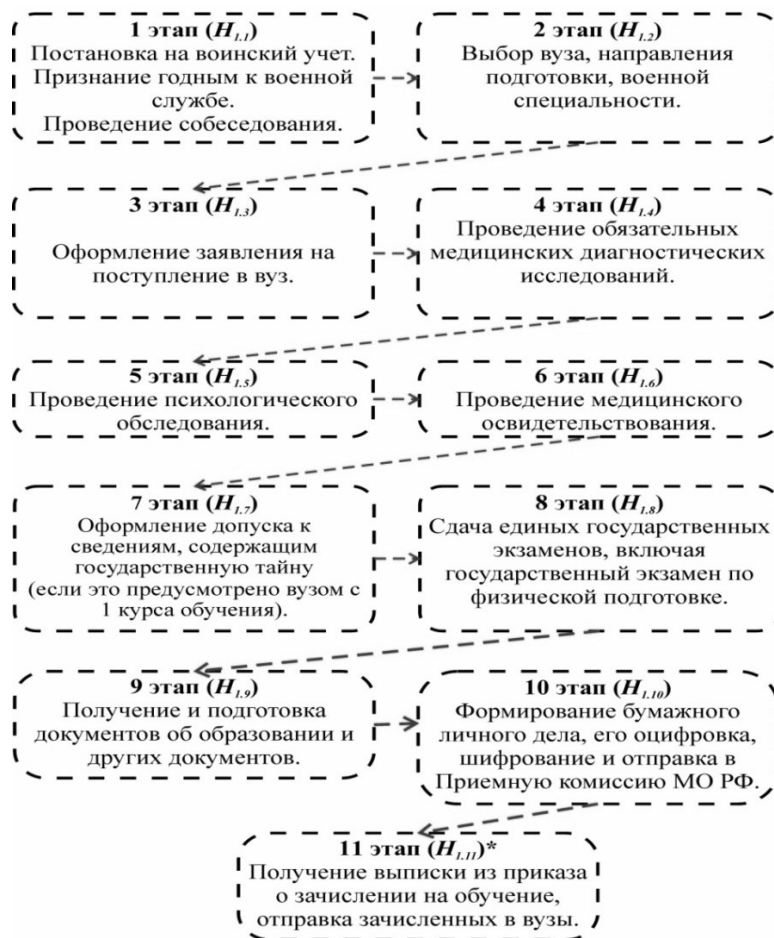 1 этап (H1.1)
Постановка на воинский учет.
Признание годным к военной
службе.
Проведение собеседования.
2 этап (H1.2)
Выбор вуза, направления
подготовки, военной
специальности.
3 этап (H1.3)
Оформление заявления на
поступление в вуз.
4 этап (H1.4)
Проведение обязательных
медицинских диагностических
исследований.
5 этап (H1.5)
Проведение психологического
обследования.
6 этап (H1.6)
Проведение медицинского
освидетельствования.
7 этап (H1.7)
Оформление допуска к
сведениям, содержащим
государственную тайну
(если это предусмотрено вузом с
1 курса обучения).
8 этап (H1.8)
Сдача единых государственных
экзаменов, включая
государственный экзамен по
физической подготовке.
9 этап (H1.9)
Получение и подготовка
документов об образовании и
других документов.
10 этап (H1.10)
Формирование бумажного
личного дела, его оцифровка,
шифрование и отправка в
Приемную комиссию МО РФ.
11 этап (H1.11)*
Получение выписки из приказа
о зачислении на обучение,
отправка зачисленных в вузы.